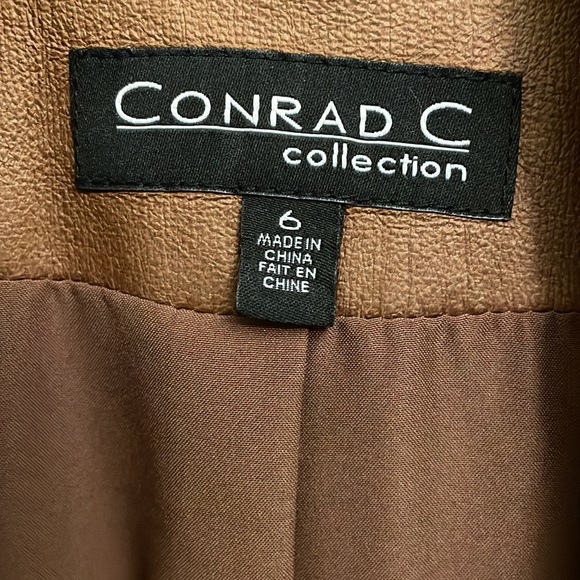 CONRAD C
collection
6
MADE IN
CHINA
FAIT EN
CHINE